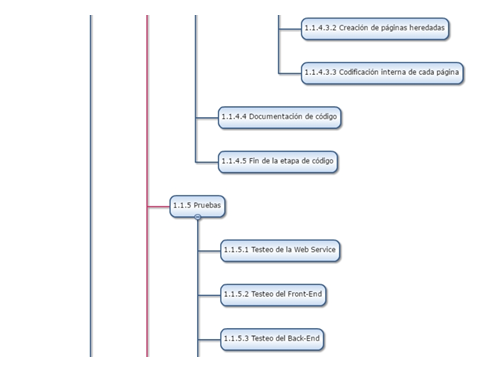 1.1.4.3.2 Creación de páginas heredadas
1.1.4.3.3 Codificación interna de cada página
1.1.4.4 Documentación de código
1.1.4.5 Fin de la etapa de código
1.1.5 Pruebas
1.1.5.1 Testeo de la Web Service
1.1.5.2 Testeo del Front-End
1.1.5.3 Testeo del Back-End